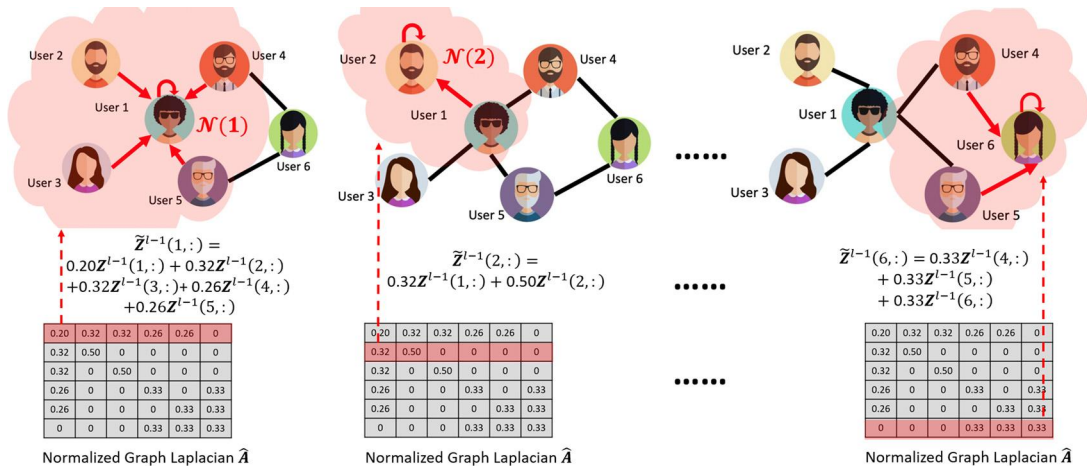 User 2
User 4
User 1
𝓝(1)
User 3
User 5
User 6
Z̃^{l−1}(1,:) =
0.20Z^{l−1}(1,:) + 0.32Z^{l−1}(2,:)
+0.32Z^{l−1}(3,:)+ 0.26Z^{l−1}(4,:)
+0.26Z^{l−1}(5,:)
0.20 0.32 0.32 0.26 0.26 0
0.32 0.50 0 0 0 0
0.32 0 0.50 0 0 0
0.26 0 0 0.33 0 0.33
0.26 0 0 0 0.33 0.33
0 0 0 0.33 0.33 0.33
Normalized Graph Laplacian Â
User 2
𝓝(2)
User 4
User 1
User 3
User 5
User 6
Z̃^{l−1}(2,:) =
0.32Z^{l−1}(1,:) + 0.50Z^{l−1}(2,:)
0.20 0.32 0.32 0.26 0.26 0
0.32 0.50 0 0 0 0
0.32 0 0.50 0 0 0
0.26 0 0 0.33 0 0.33
0.26 0 0 0 0.33 0.33
0 0 0 0.33 0.33 0.33
Normalized Graph Laplacian Â
......
......
......
User 2
User 4
User 1
User 6
User 3
User 5
Z̃^{l−1}(6,:) = 0.33Z^{l−1}(4,:)
+ 0.33Z^{l−1}(5,:)
+ 0.33Z^{l−1}(6,:)
0.20 0.32 0.32 0.26 0.26 0
0.32 0.50 0 0 0 0
0.32 0 0.50 0 0 0
0.26 0 0 0.33 0 0.33
0.26 0 0 0 0.33 0.33
0 0 0 0.33 0.33 0.33
Normalized Graph Laplacian Â